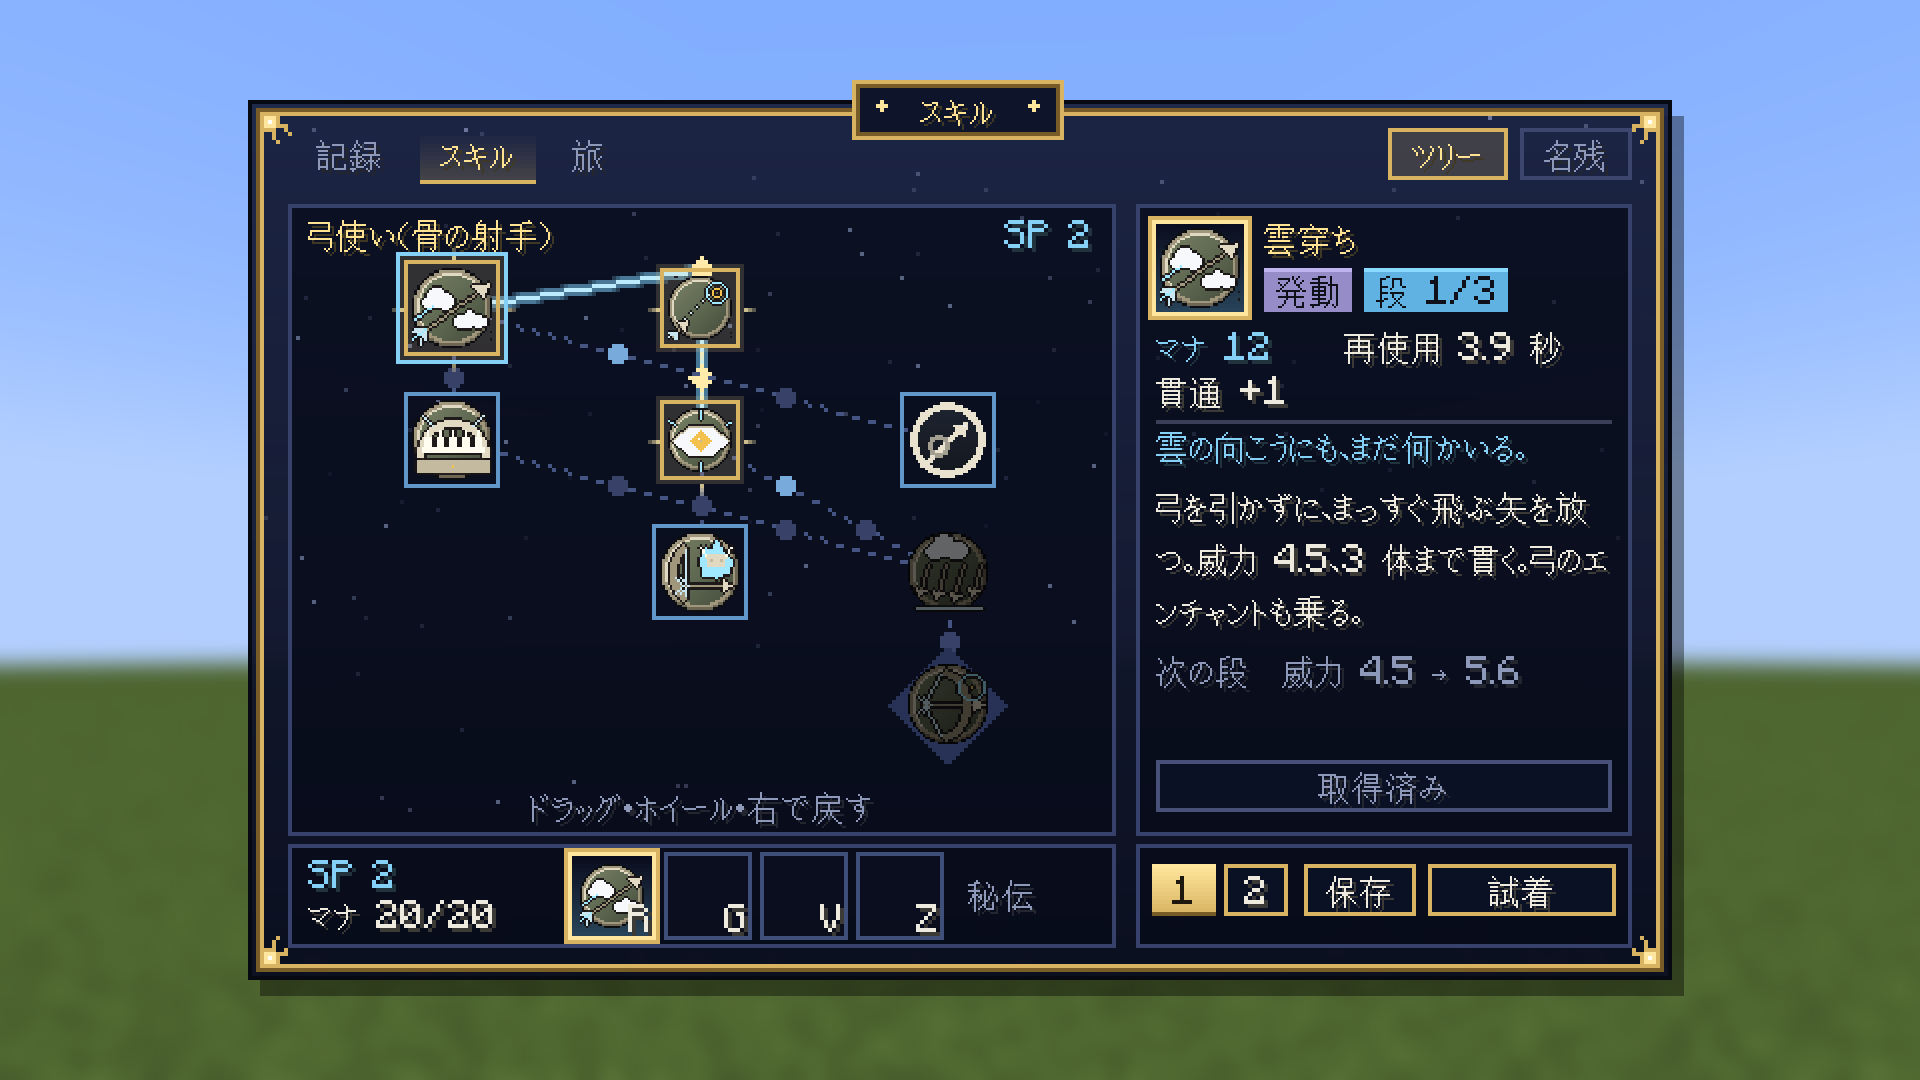 スキル
記録 スキル 旅 ツリー 名残
弓使い(骨の射手) SP 2
雲穿ち
発動 段 1/3
マナ 12 再使用 3.9 秒
貫通 +1
雲の向こうにも、まだ何かいる。
弓を引かずに、まっすぐ飛ぶ矢を放
つ。威力 4.5、3 体まで貫く。弓のエ
ンチャントも乗る。
次の段 威力 4.5 → 5.6
取得済み
ドラッグ・ホイール・右で戻す
SP 2
マナ 20/20
R G V Z 秘伝
1 2 保存 試着